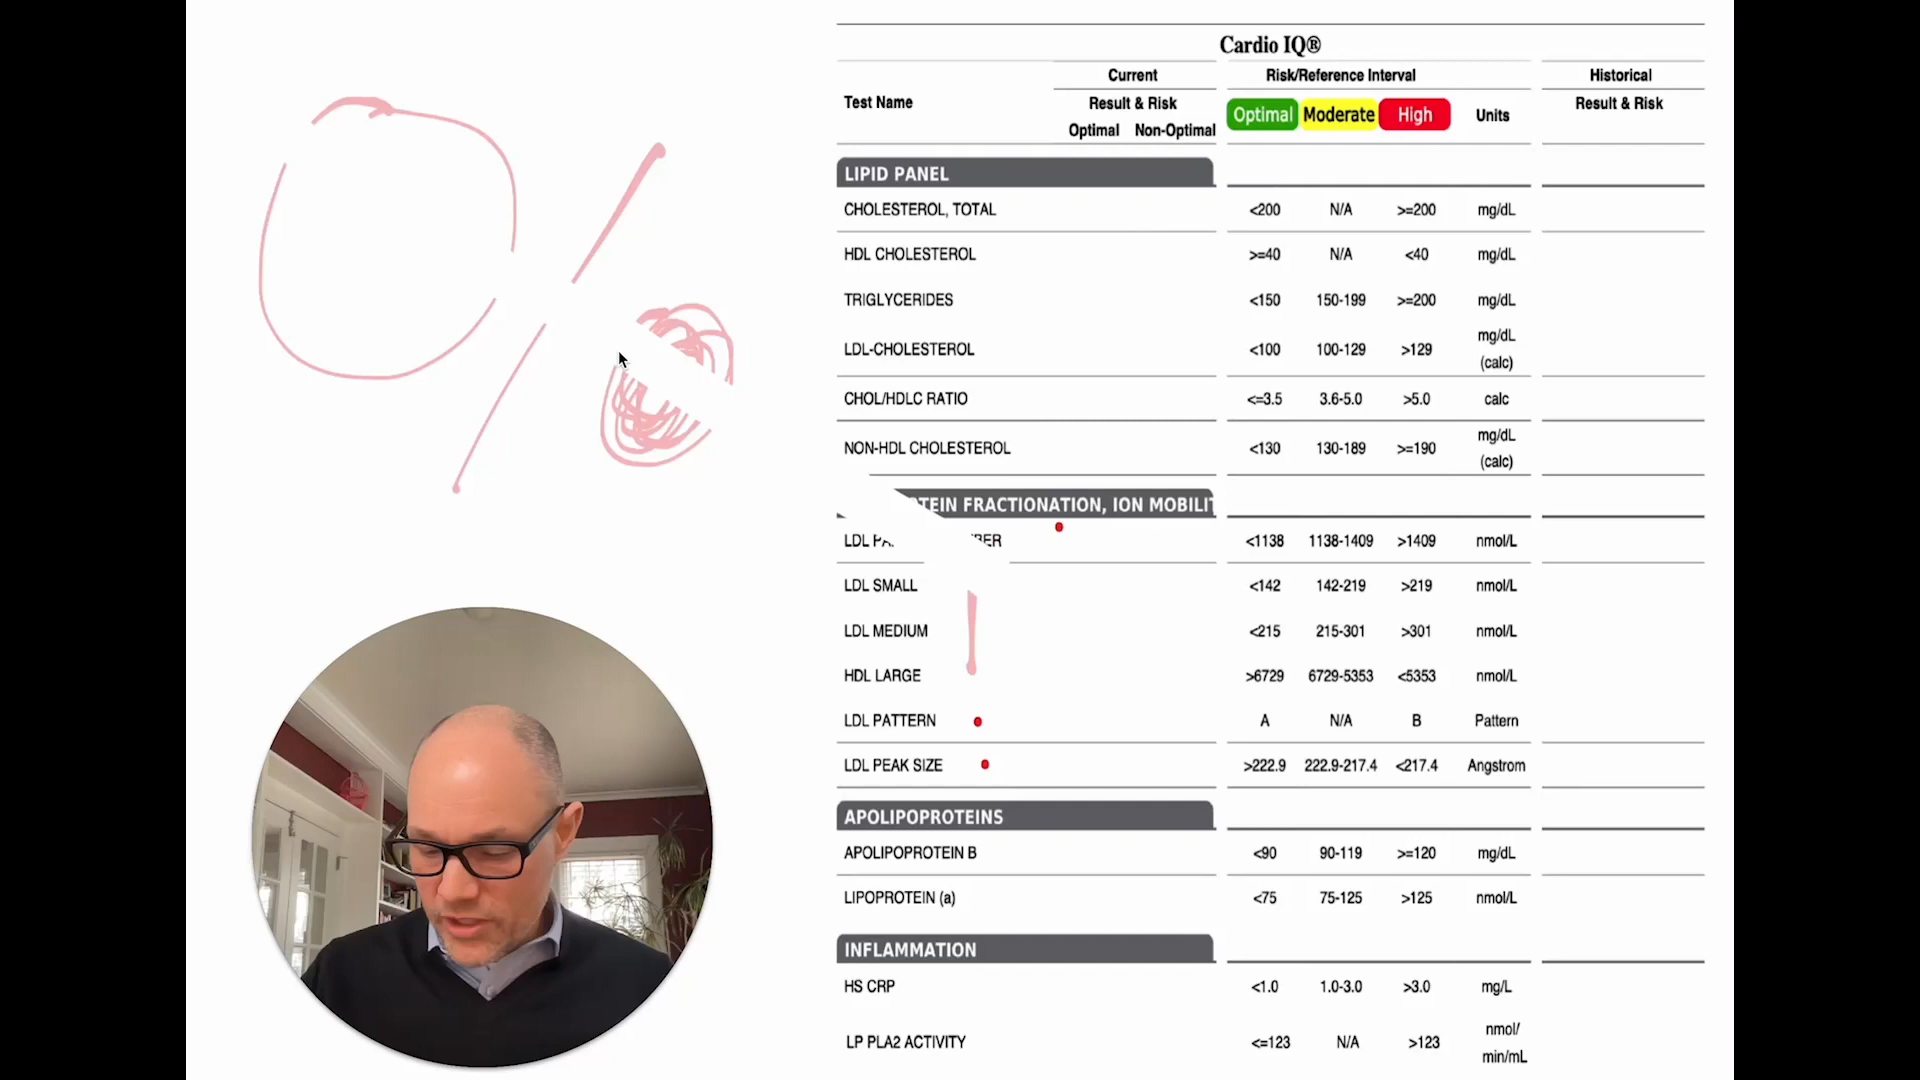 Cardio IQ®
Current Risk/Reference Interval Historical
Test Name Result & Risk Optimal Moderate High Units Result & Risk
Optimal Non-Optimal
LIPID PANEL
CHOLESTEROL, TOTAL <200 N/A >=200 mg/dL
HDL CHOLESTEROL >=40 N/A <40 mg/dL
TRIGLYCERIDES <150 150-199 >=200 mg/dL
LDL-CHOLESTEROL <100 100-129 >129 mg/dL (calc)
CHOL/HDLC RATIO <=3.5 3.6-5.0 >5.0 calc
NON-HDL CHOLESTEROL <130 130-189 >=190 mg/dL (calc)
TEIN FRACTIONATION, ION MOBILIT
LDL <1138 1138-1409 >1409 nmol/L
LDL SMALL <142 142-219 >219 nmol/L
LDL MEDIUM <215 215-301 >301 nmol/L
HDL LARGE >6729 6729-5353 <5353 nmol/L
LDL PATTERN A N/A B Pattern
LDL PEAK SIZE >222.9 222.9-217.4 <217.4 Angstrom
APOLIPOPROTEINS
APOLIPOPROTEIN B <90 90-119 >=120 mg/dL
LIPOPROTEIN (a) <75 75-125 >125 nmol/L
INFLAMMATION
HS CRP <1.0 1.0-3.0 >3.0 mg/L
LP PLA2 ACTIVITY <=123 N/A >123 nmol/ min/mL